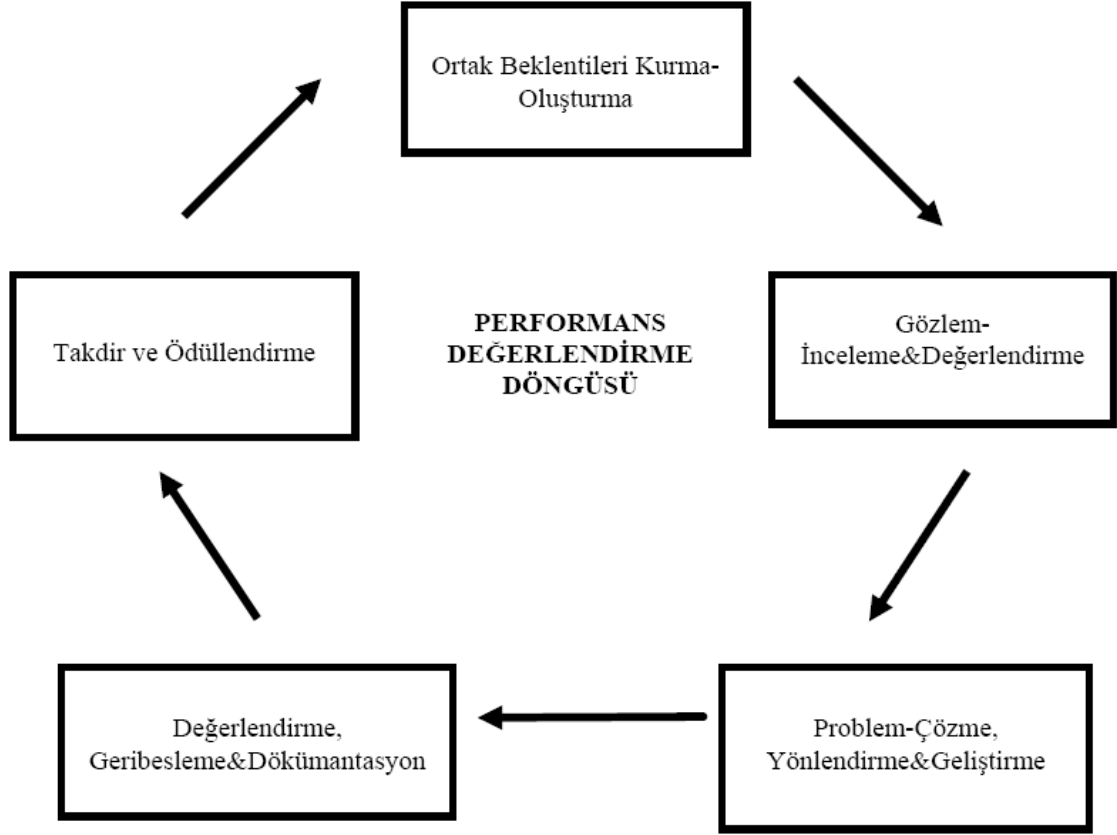 Ortak Beklentileri Kurma-
Oluşturma
Gözlem-
İnceleme&Değerlendirme
Problem-Çözme,
Yönlendirme&Geliştirme
Değerlendirme,
Geribesleme&Dökümantasyon
Takdir ve Ödüllendirme
PERFORMANS
DEĞERLENDİRME
DÖNGÜSÜ